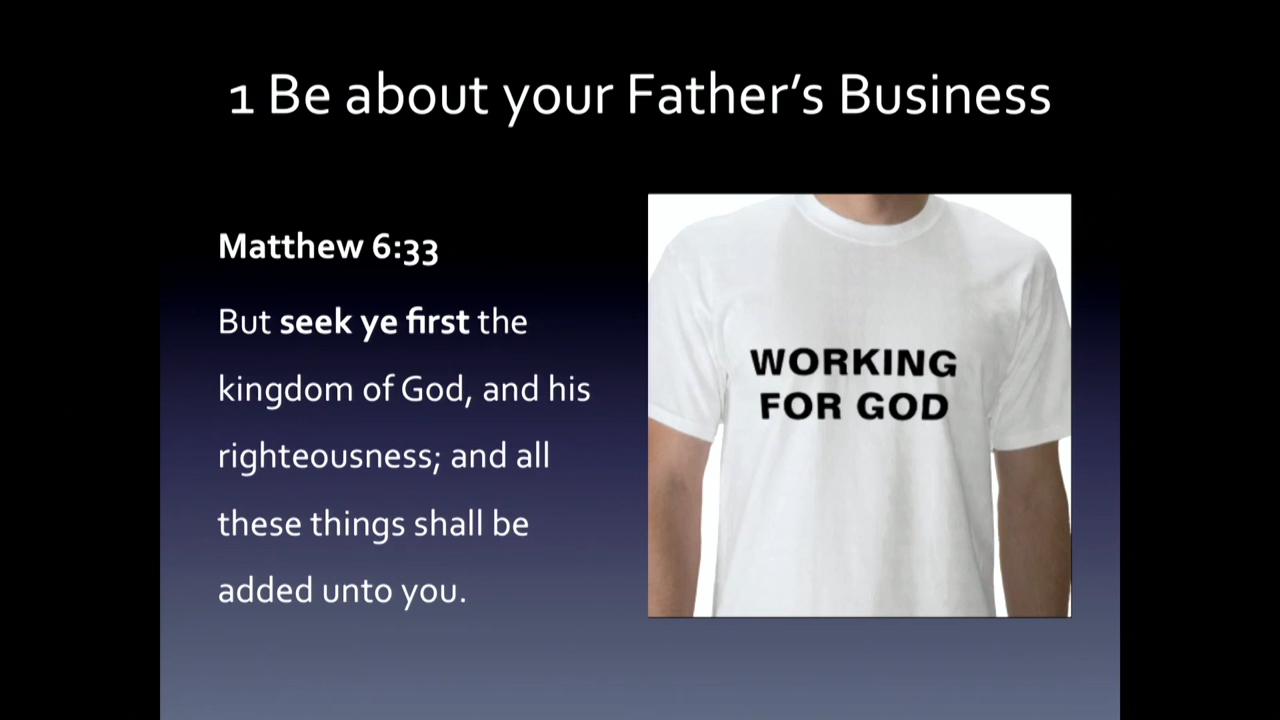 1 Be about your Father’s Business
Matthew 6:33
But seek ye first the
kingdom of God, and his
righteousness; and all
these things shall be
added unto you.
WORKING
FOR GOD